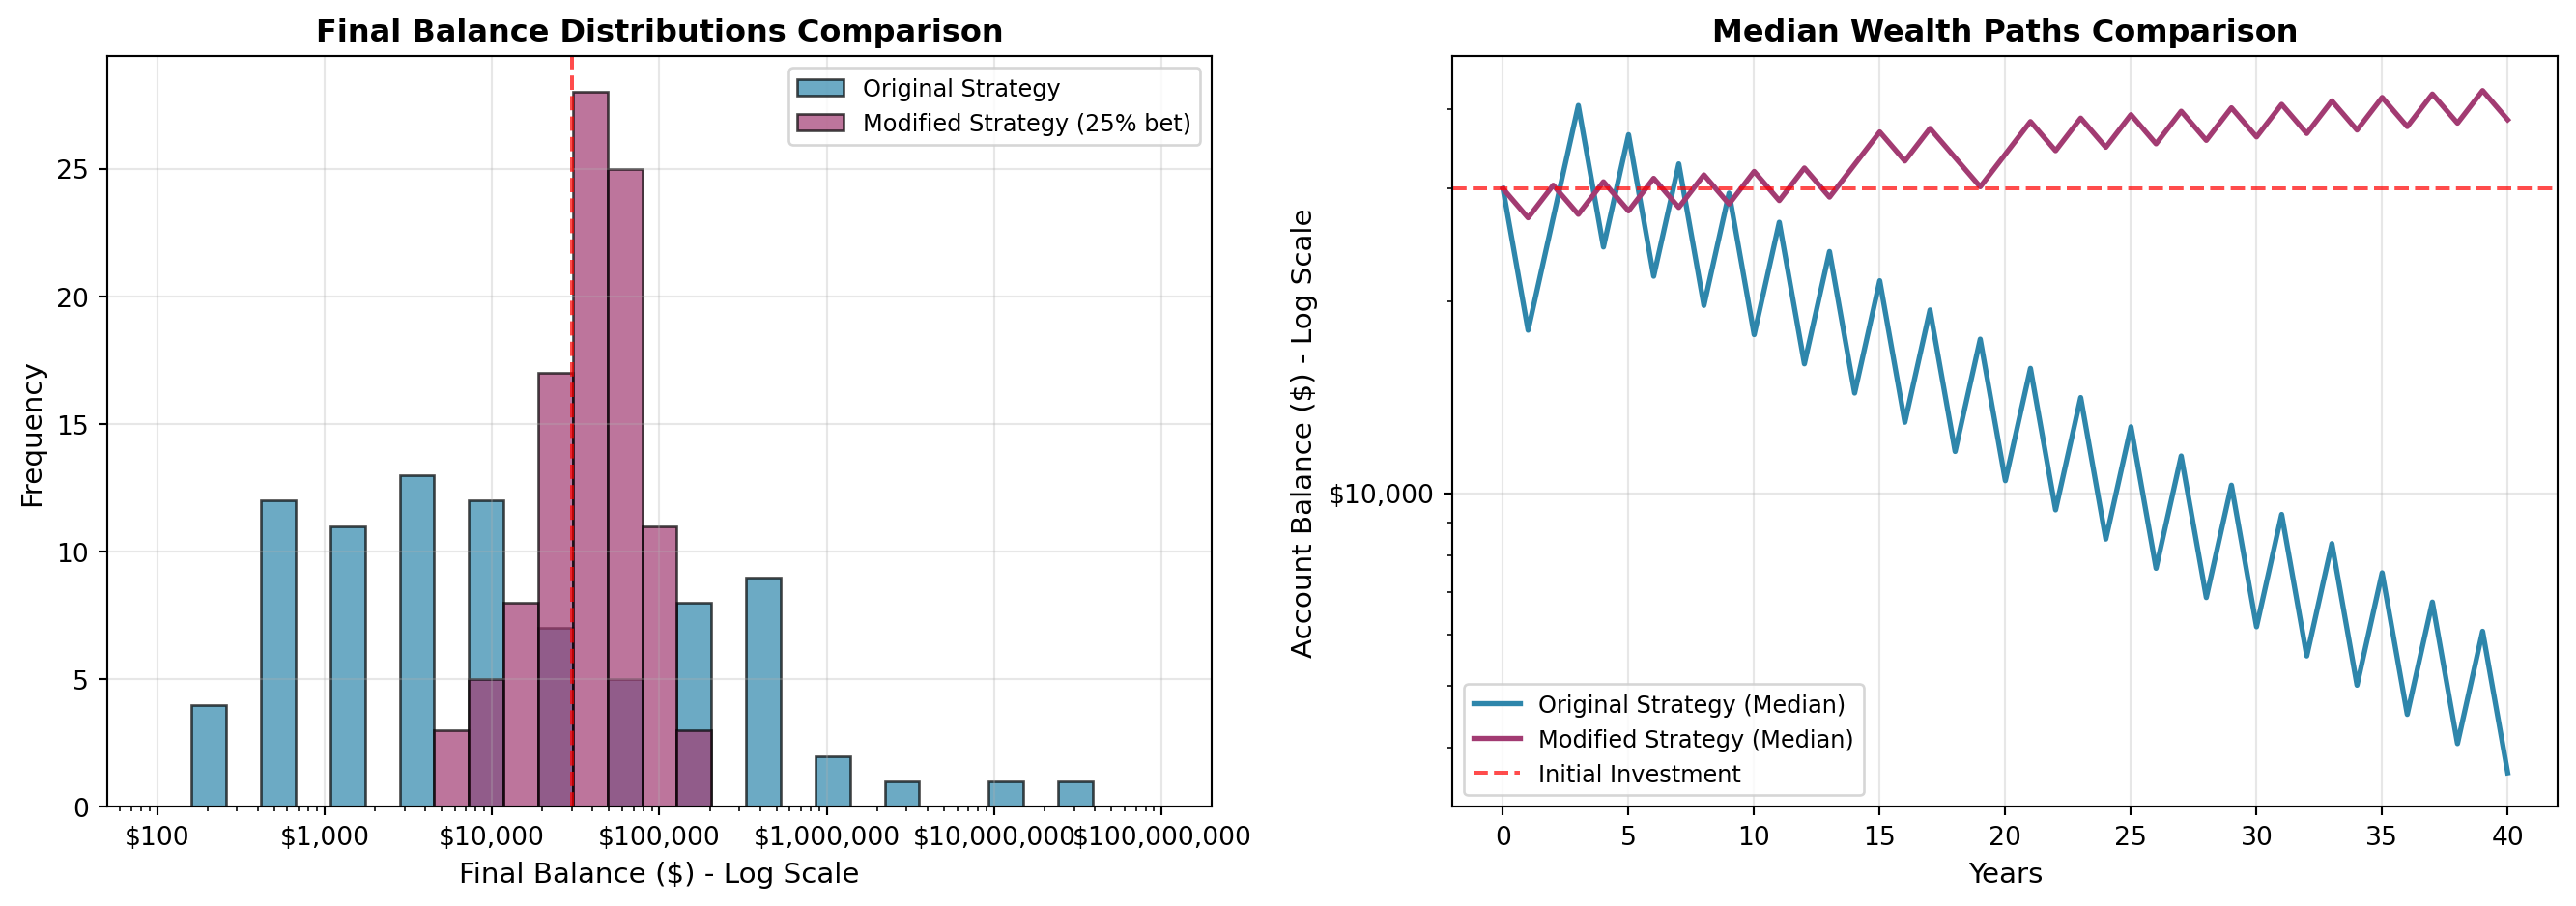 Final Balance Distributions Comparison
Original Strategy
Modified Strategy (25% bet)
Frequency
25
20
15
10
5
0
$100
$1,000
$10,000
$100,000
$1,000,000
$10,000,000
$100,000,000
Final Balance ($) - Log Scale
Median Wealth Paths Comparison
Account Balance ($) - Log Scale
$10,000
Original Strategy (Median)
Modified Strategy (Median)
Initial Investment
0
5
10
15
20
25
30
35
40
Years